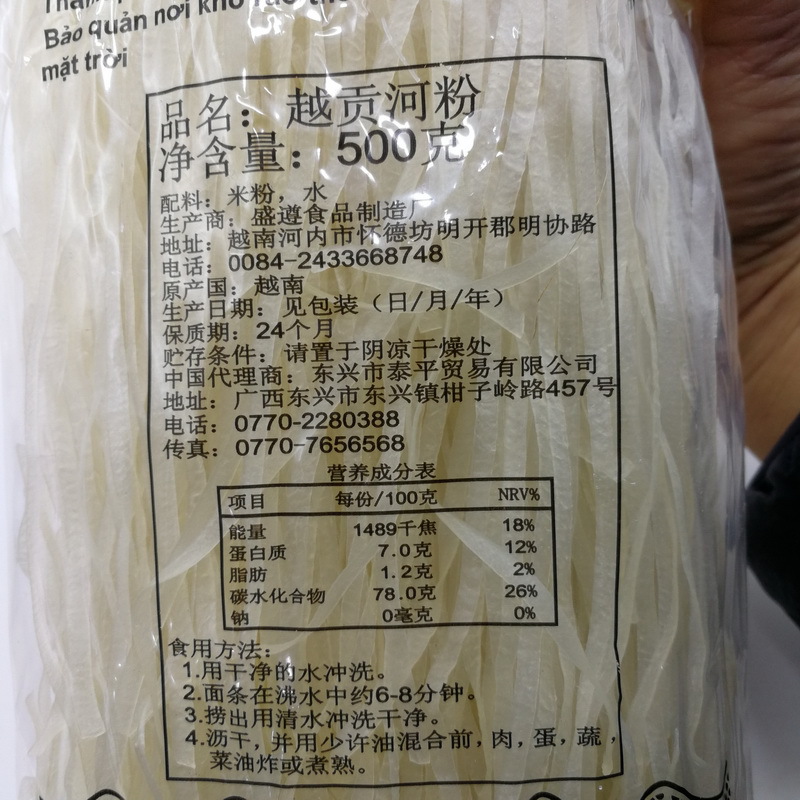 Bảo quản nơi khô
mặt trời
品名：越贡河粉
净含量：500克
配料：米粉，水
生产商：盛遵食品制造厂
地址：越南河内市怀德坊明开郡明协路
电话：0084-2433668748
原产国：越南
生产日期：见包装（日/月/年）
保质期：24个月
贮存条件：请置于阴凉干燥处
中国代理商：东兴市泰平贸易有限公司
地址：广西东兴市东兴镇柑子岭路457号
电话：0770-2280388
传真：0770-7656568
营养成分表
项目 每份/100克 NRV%
能量 1489千焦 18%
蛋白质 7.0克 12%
脂肪 1.2克 2%
碳水化合物 78.0克 26%
钠 0毫克 0%
食用方法：
1.用干净的水冲洗。
2.面条在沸水中约6-8分钟。
3.捞出用清水冲洗干净。
4.沥干，并用少许油混合前，肉，蛋，蔬，
菜油炸或煮熟。